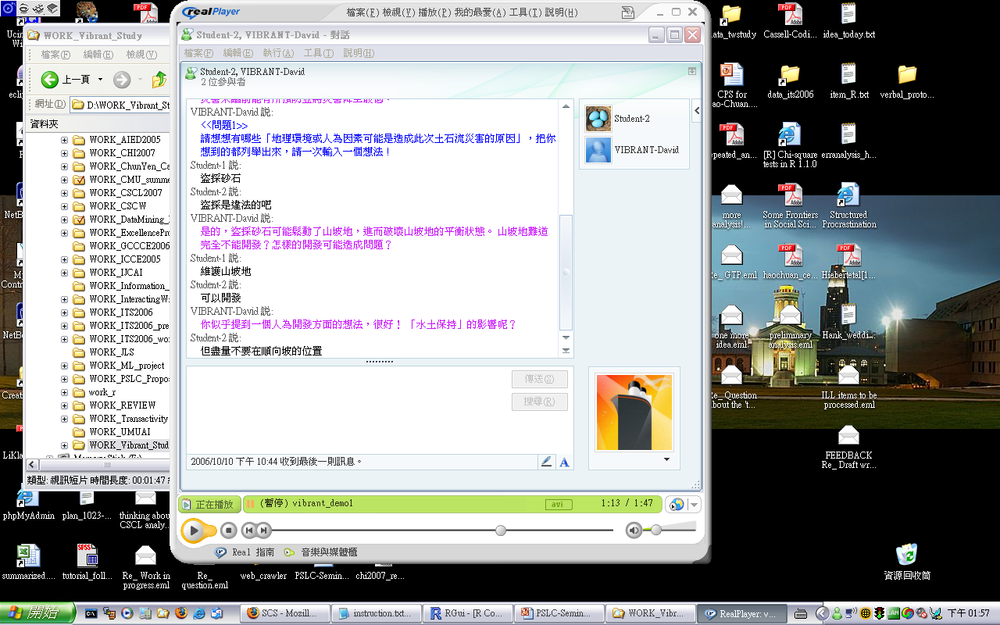 realPlayer
檔案(F) 檢視(V) 播放(P) 我的最愛(A) 工具(T) 說明(H)
Student-2, VIBRANT-David - 對話
檔案(F) 編輯(E) 執行(A) 工具(T) 說明(H)
Student-2, VIBRANT-David
2 位參與者
VIBRANT-David 說:
<<問題1>>
請想想有哪些「地理環境或人為因素可能是造成此次土石流災害的原因」，把你
想到的都列舉出來，請一次輸入一個想法！
Student-1 說:
盜採砂石
Student-2 說:
盜採是違法的吧
VIBRANT-David 說:
是的，盜採砂石可能鬆動了山坡地，進而破壞山坡地的平衡狀態。 山坡地難道
完全不能開發？怎樣的開發可能造成問題？
Student-1 說:
維護山坡地
Student-2 說:
可以開發
VIBRANT-David 說:
你似乎提到一個人為開發方面的想法，很好！ 「水土保持」的影響呢？
Student-2 說:
但盡量不要在順向坡的位置
Student-2
VIBRANT-David
傳送(S)
搜尋(R)
2006/10/10 下午 10:44 收到最後一則訊息。
正在播放
(暫停) vibrant_demo1
avi
1:13 / 1:47
Real 指南
音樂與媒體櫃
WORK_Vibrant_Study
檔案(F) 編輯(E) 檢視(V)
上一頁
網址(D)
D:\WORK_Vibrant_St
資料夾
WORK_AIED2005
WORK_CHI2007
WORK_ChunYen_Ca
WORK_CMU_summe
WORK_CSCL2007
WORK_CSCW
WORK_DataMining_
WORK_ExcellencePro
WORK_GCCCE2006
WORK_ICCE2005
WORK_IJCAI
WORK_Information_
WORK_InteractingWi
WORK_ITS2006
WORK_ITS2006_pre
WORK_ITS2006_wo
WORK_JLS
WORK_ML_project
WORK_PSLC_Propo
work_r
WORK_REVIEW
WORK_Transactivity
WORK_UMUAI
WORK_Vibrant_Stud
類型: 視訊短片 時間長度: 00:01:47
data_twstudy
Cassell-Codi...
idea_today.txt
CPS for
ao-Chuan....
data_its2006
item_R.txt
verbal_proto...
epeated_an...
[R] Chi-square
tests in R 1.1.0
erranalysis_h...
more
analysis!...
Some Frontiers
in Social Sci...
Structured
Procrastination
Re_ GTP.eml
haochuan_ce...
Hiebertetal[1...
one more
idea.eml
preliminary
analysis.eml
Hank_weddi...
Re_ Question
about the 't...
ILL items to be
processed.eml
FEEDBACK
Re_ Draft wr...
資源回收筒
phpMyAdmin
plan_1023-...
thinking abou
CSCL analy...
summarized....
tutorial_foll...
Re_ Work in
progress.eml
Re_
question.eml
web_crawler
PSLC-Semin...
chi2007_re...
開始
SCS - Mozill...
instruction.txt...
RGui - [R Co...
PSLC-Semin...
WORK_Vibr...
RealPlayer: v...
下午 01:57